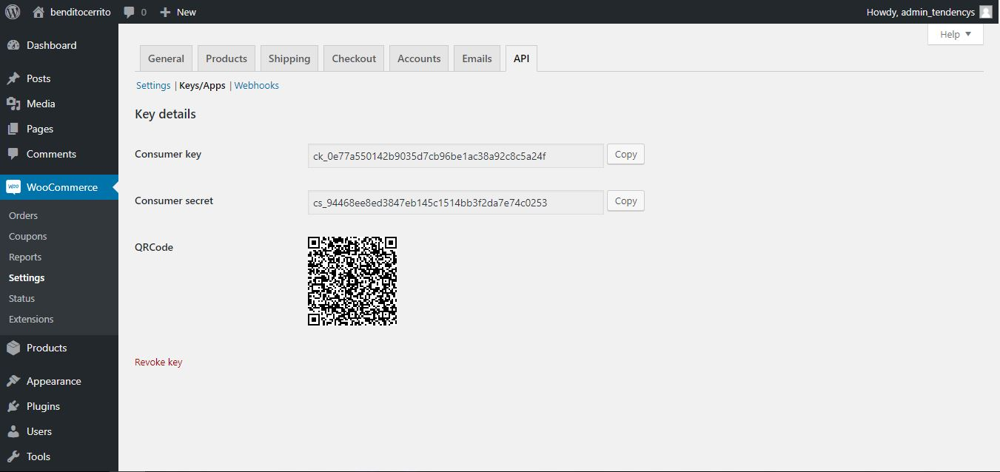 benditocerrito 0 New Howdy, admin_tendencys
Help
Dashboard
Posts
Media
Pages
Comments
WooCommerce
Orders
Coupons
Reports
Settings
Status
Extensions
Products
Appearance
Plugins
Users
Tools
General Products Shipping Checkout Accounts Emails API
Settings | Keys/Apps | Webhooks
Key details
Consumer key ck_0e77a550142b9035d7cb96be1ac38a92c8c5a24f Copy
Consumer secret cs_94468ee8ed3847eb145c1514bb3f2da7e74c0253 Copy
QRCode
Revoke key